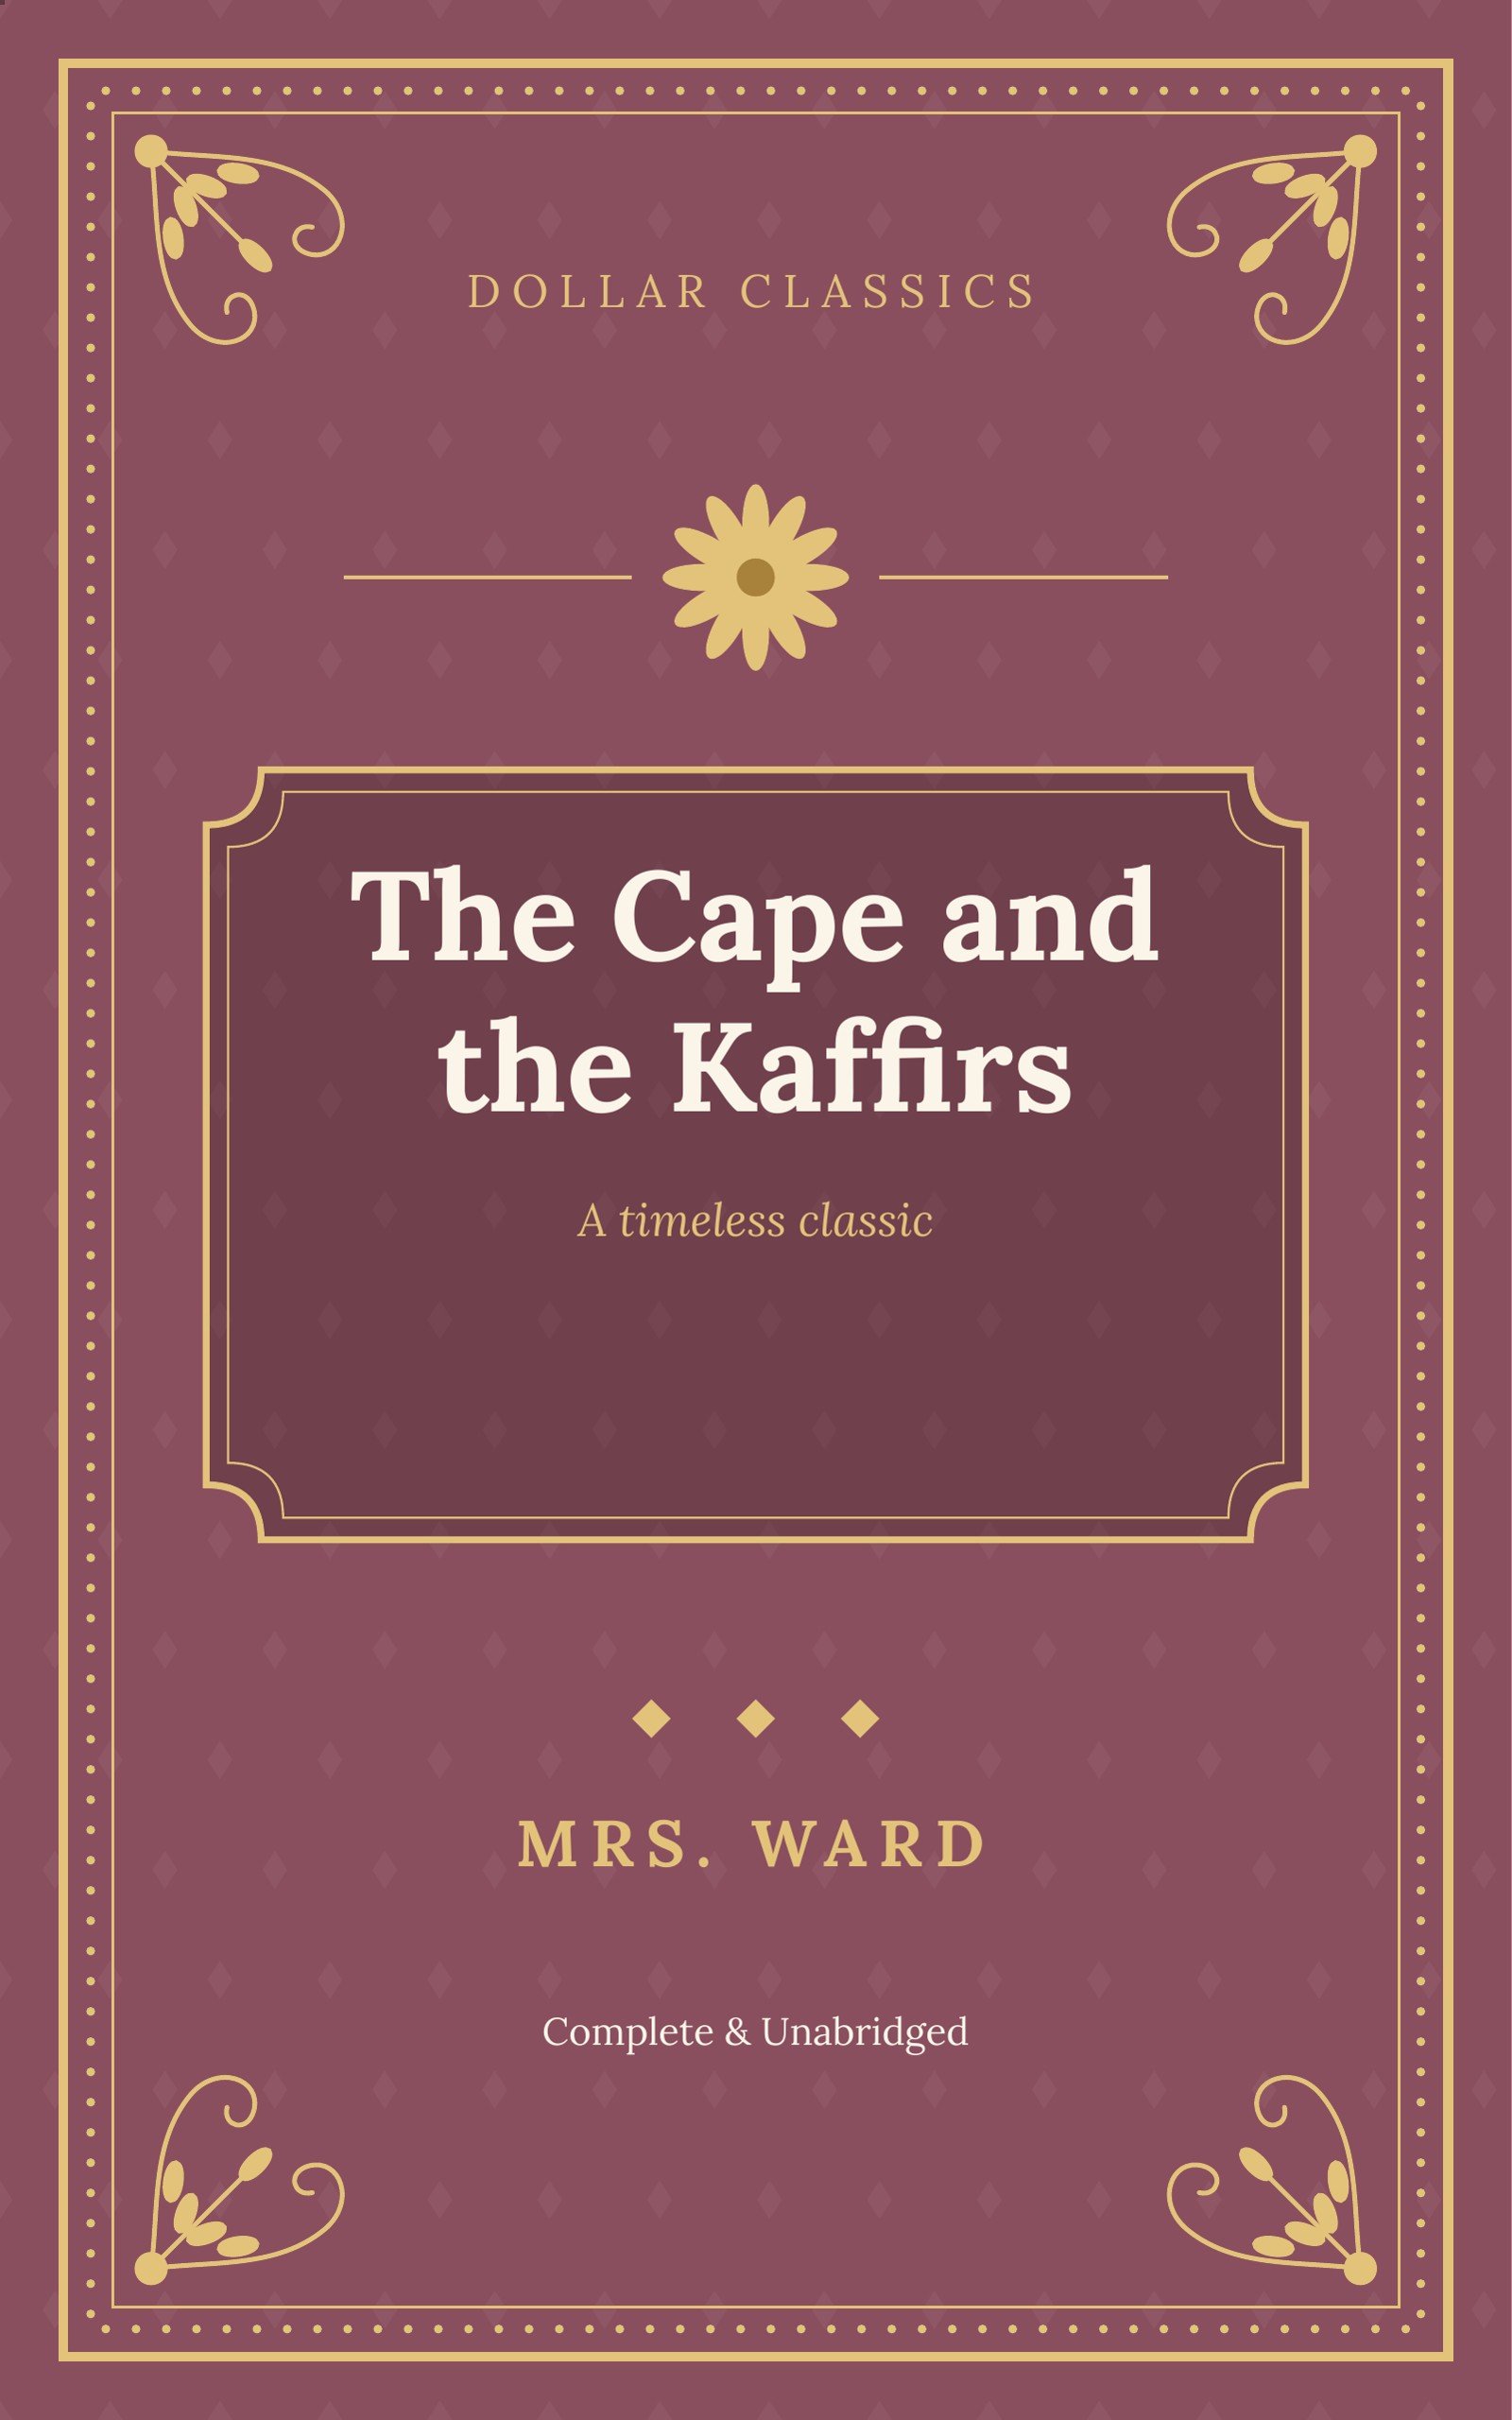 DOLLAR CLASSICS
The Cape and
the Kaffirs
A timeless classic
MRS. WARD
Complete & Unabridged